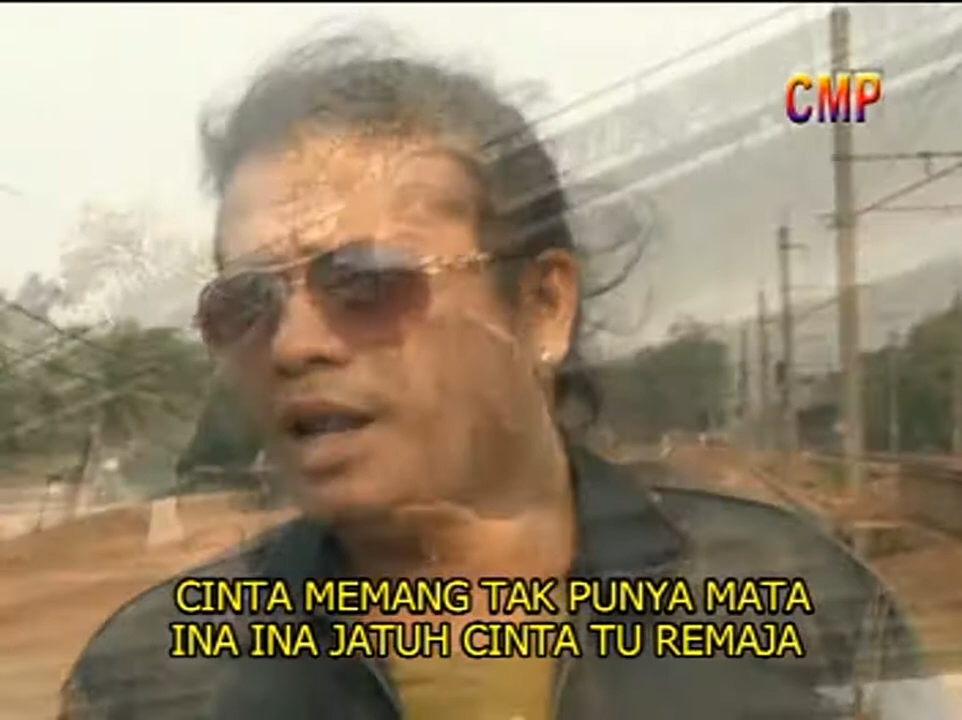 CMP
CINTA MEMANG TAK PUNYA MATA
INA INA JATUH CINTA TU REMAJA